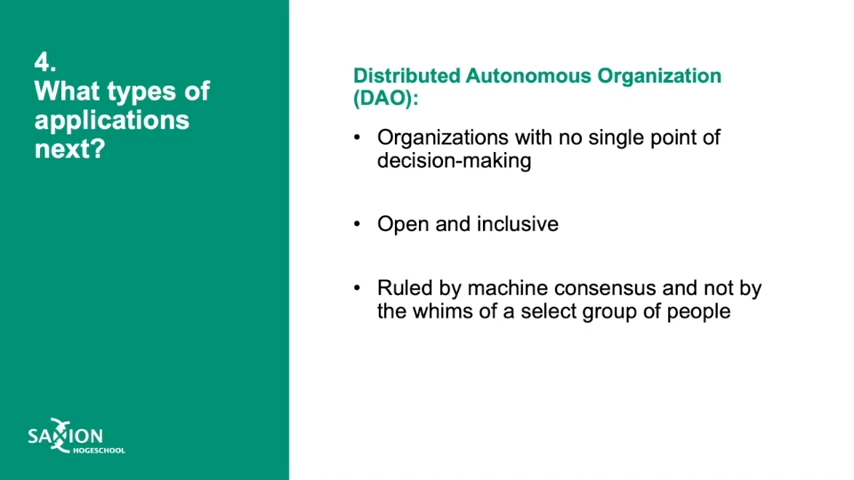 4.
What types of
applications
next?
Distributed Autonomous Organization
(DAO):
• Organizations with no single point of
decision-making
• Open and inclusive
• Ruled by machine consensus and not by
the whims of a select group of people
SAXION
HOGESCHOOL